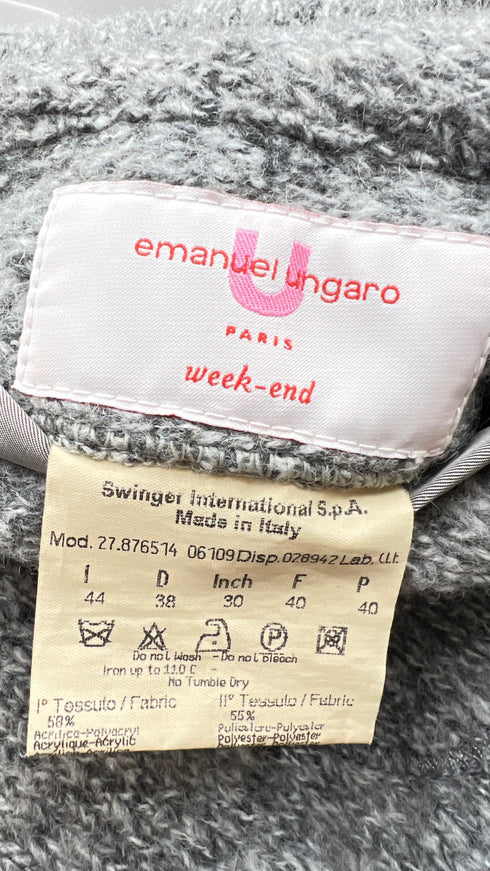 emanuel ungaro
U
PARIS
week-end
Swinger International S.p.A.
Made in Italy
Mod. 27.876514 06109 Disp. 028942 Lab.
I D Inch F P
44 38 30 40 40
P
Do not Wash - Do not bleach
Iron up to 110 C -
No Tumble Dry
I° Tessuto / Fabric II° Tessuto / Fabric
58% 55%
Acrilica-Polyacryl Poliestere-Polyester
Acrylique-Acrylic Polyester-Polyester